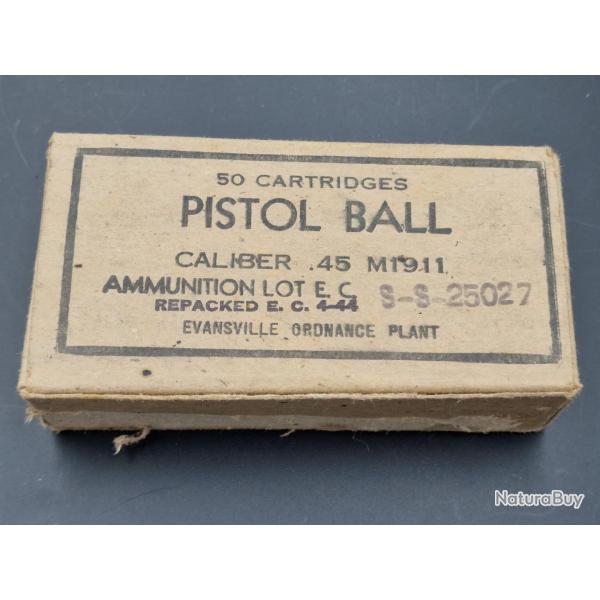 50 CARTRIDGES
PISTOL BALL
CALIBER .45 M1911
AMMUNITION LOT E. C. S-S-25027
REPACKED E. C. 4-44
EVANSVILLE ORDNANCE PLANT
NaturaBuy